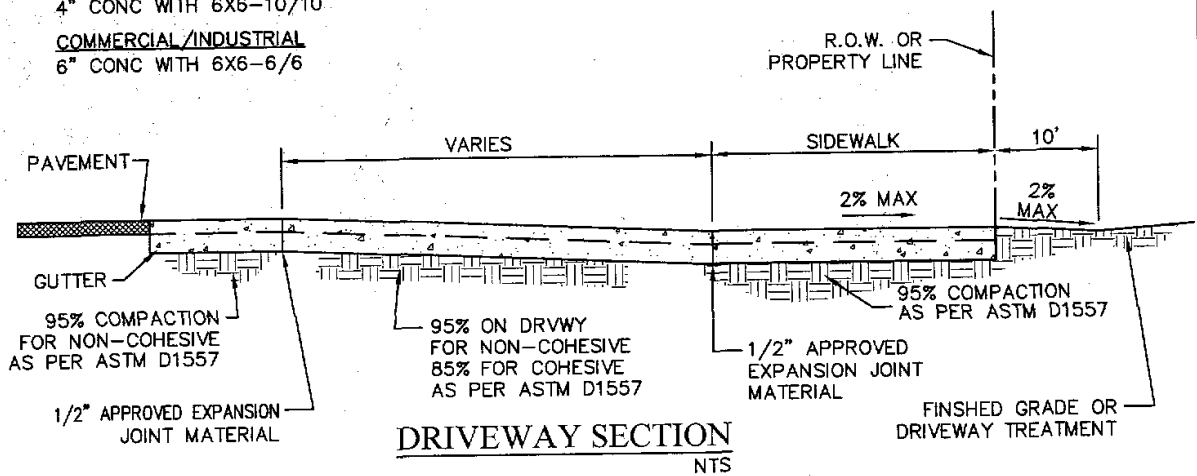 4" CONC WITH 6X6-10/10
COMMERCIAL/INDUSTRIAL
6" CONC WITH 6X6-6/6
R.O.W. OR
PROPERTY LINE
PAVEMENT
VARIES
SIDEWALK
10'
2% MAX
2%
MAX
GUTTER
95% COMPACTION
FOR NON-COHESIVE
AS PER ASTM D1557
95% ON DRVWY
FOR NON-COHESIVE
85% FOR COHESIVE
AS PER ASTM D1557
95% COMPACTION
AS PER ASTM D1557
1/2" APPROVED
EXPANSION JOINT
MATERIAL
1/2" APPROVED EXPANSION
JOINT MATERIAL
FINSHED GRADE OR
DRIVEWAY TREATMENT
DRIVEWAY SECTION
NTS